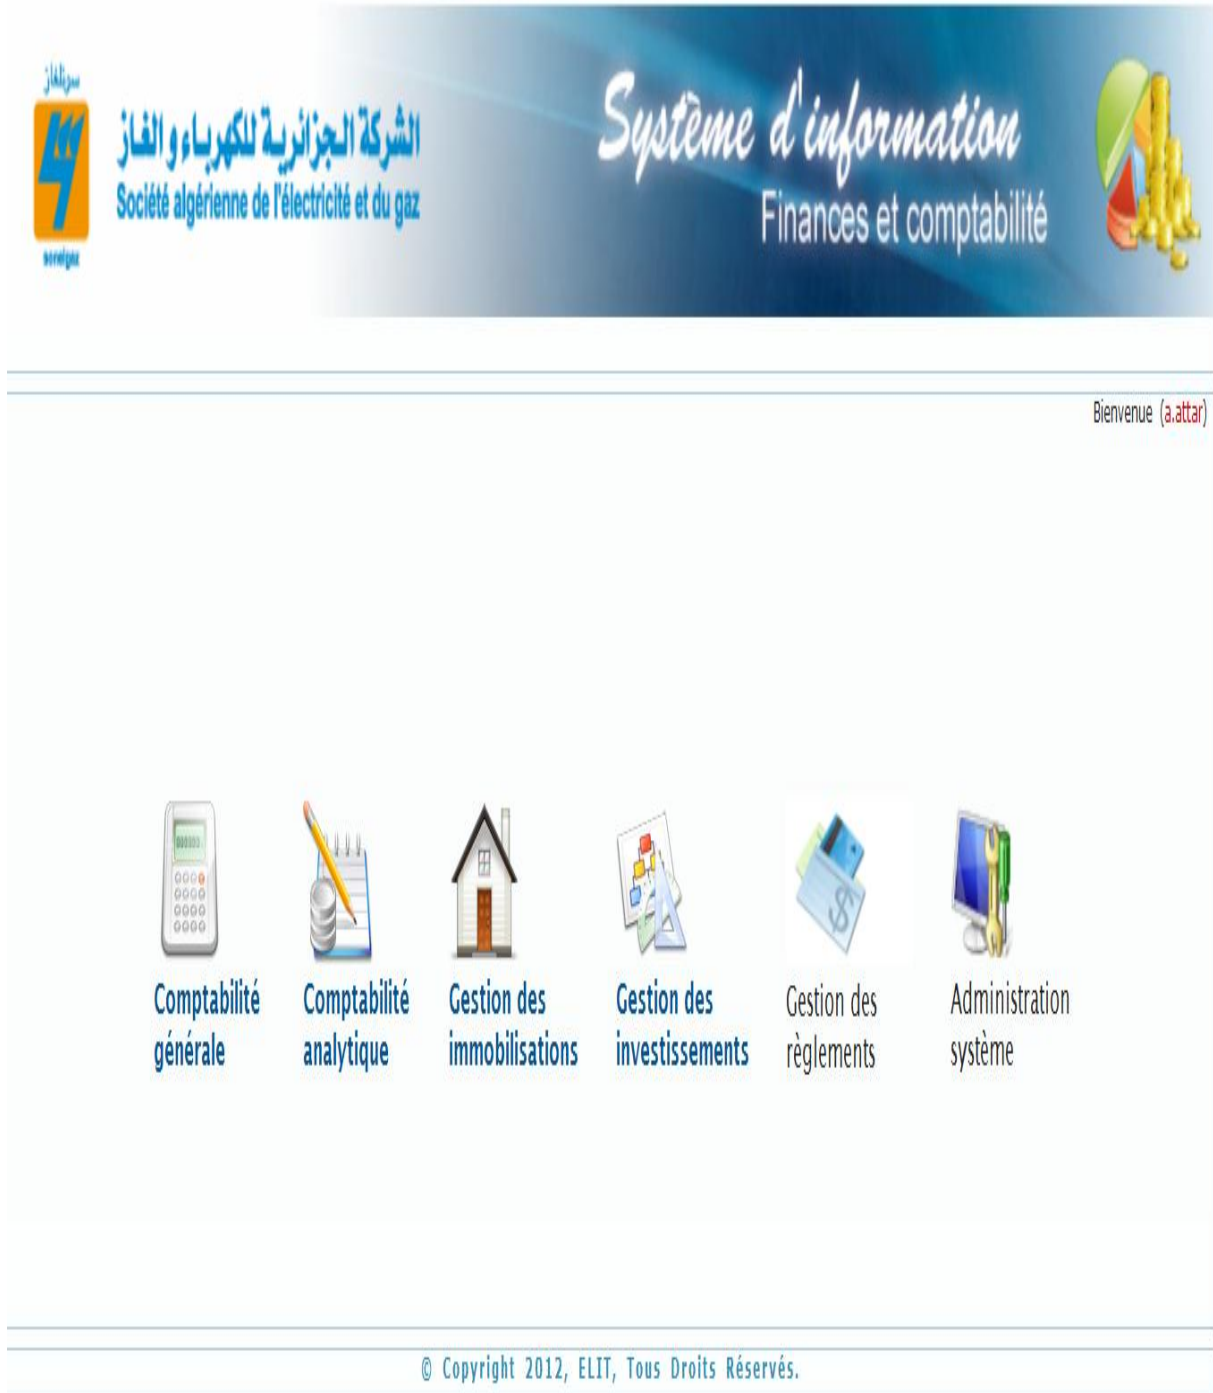 سونلغاز
الشركة الجزائرية للكهرباء و الغاز
Société algérienne de l'électricité et du gaz
sonelgaz
Système d'information
Finances et comptabilité
Bienvenue (a.attar)
Comptabilité
générale
Comptabilité
analytique
Gestion des
immobilisations
Gestion des
investissements
Gestion des
règlements
Administration
système
© Copyright 2012, ELIT, Tous Droits Réservés.